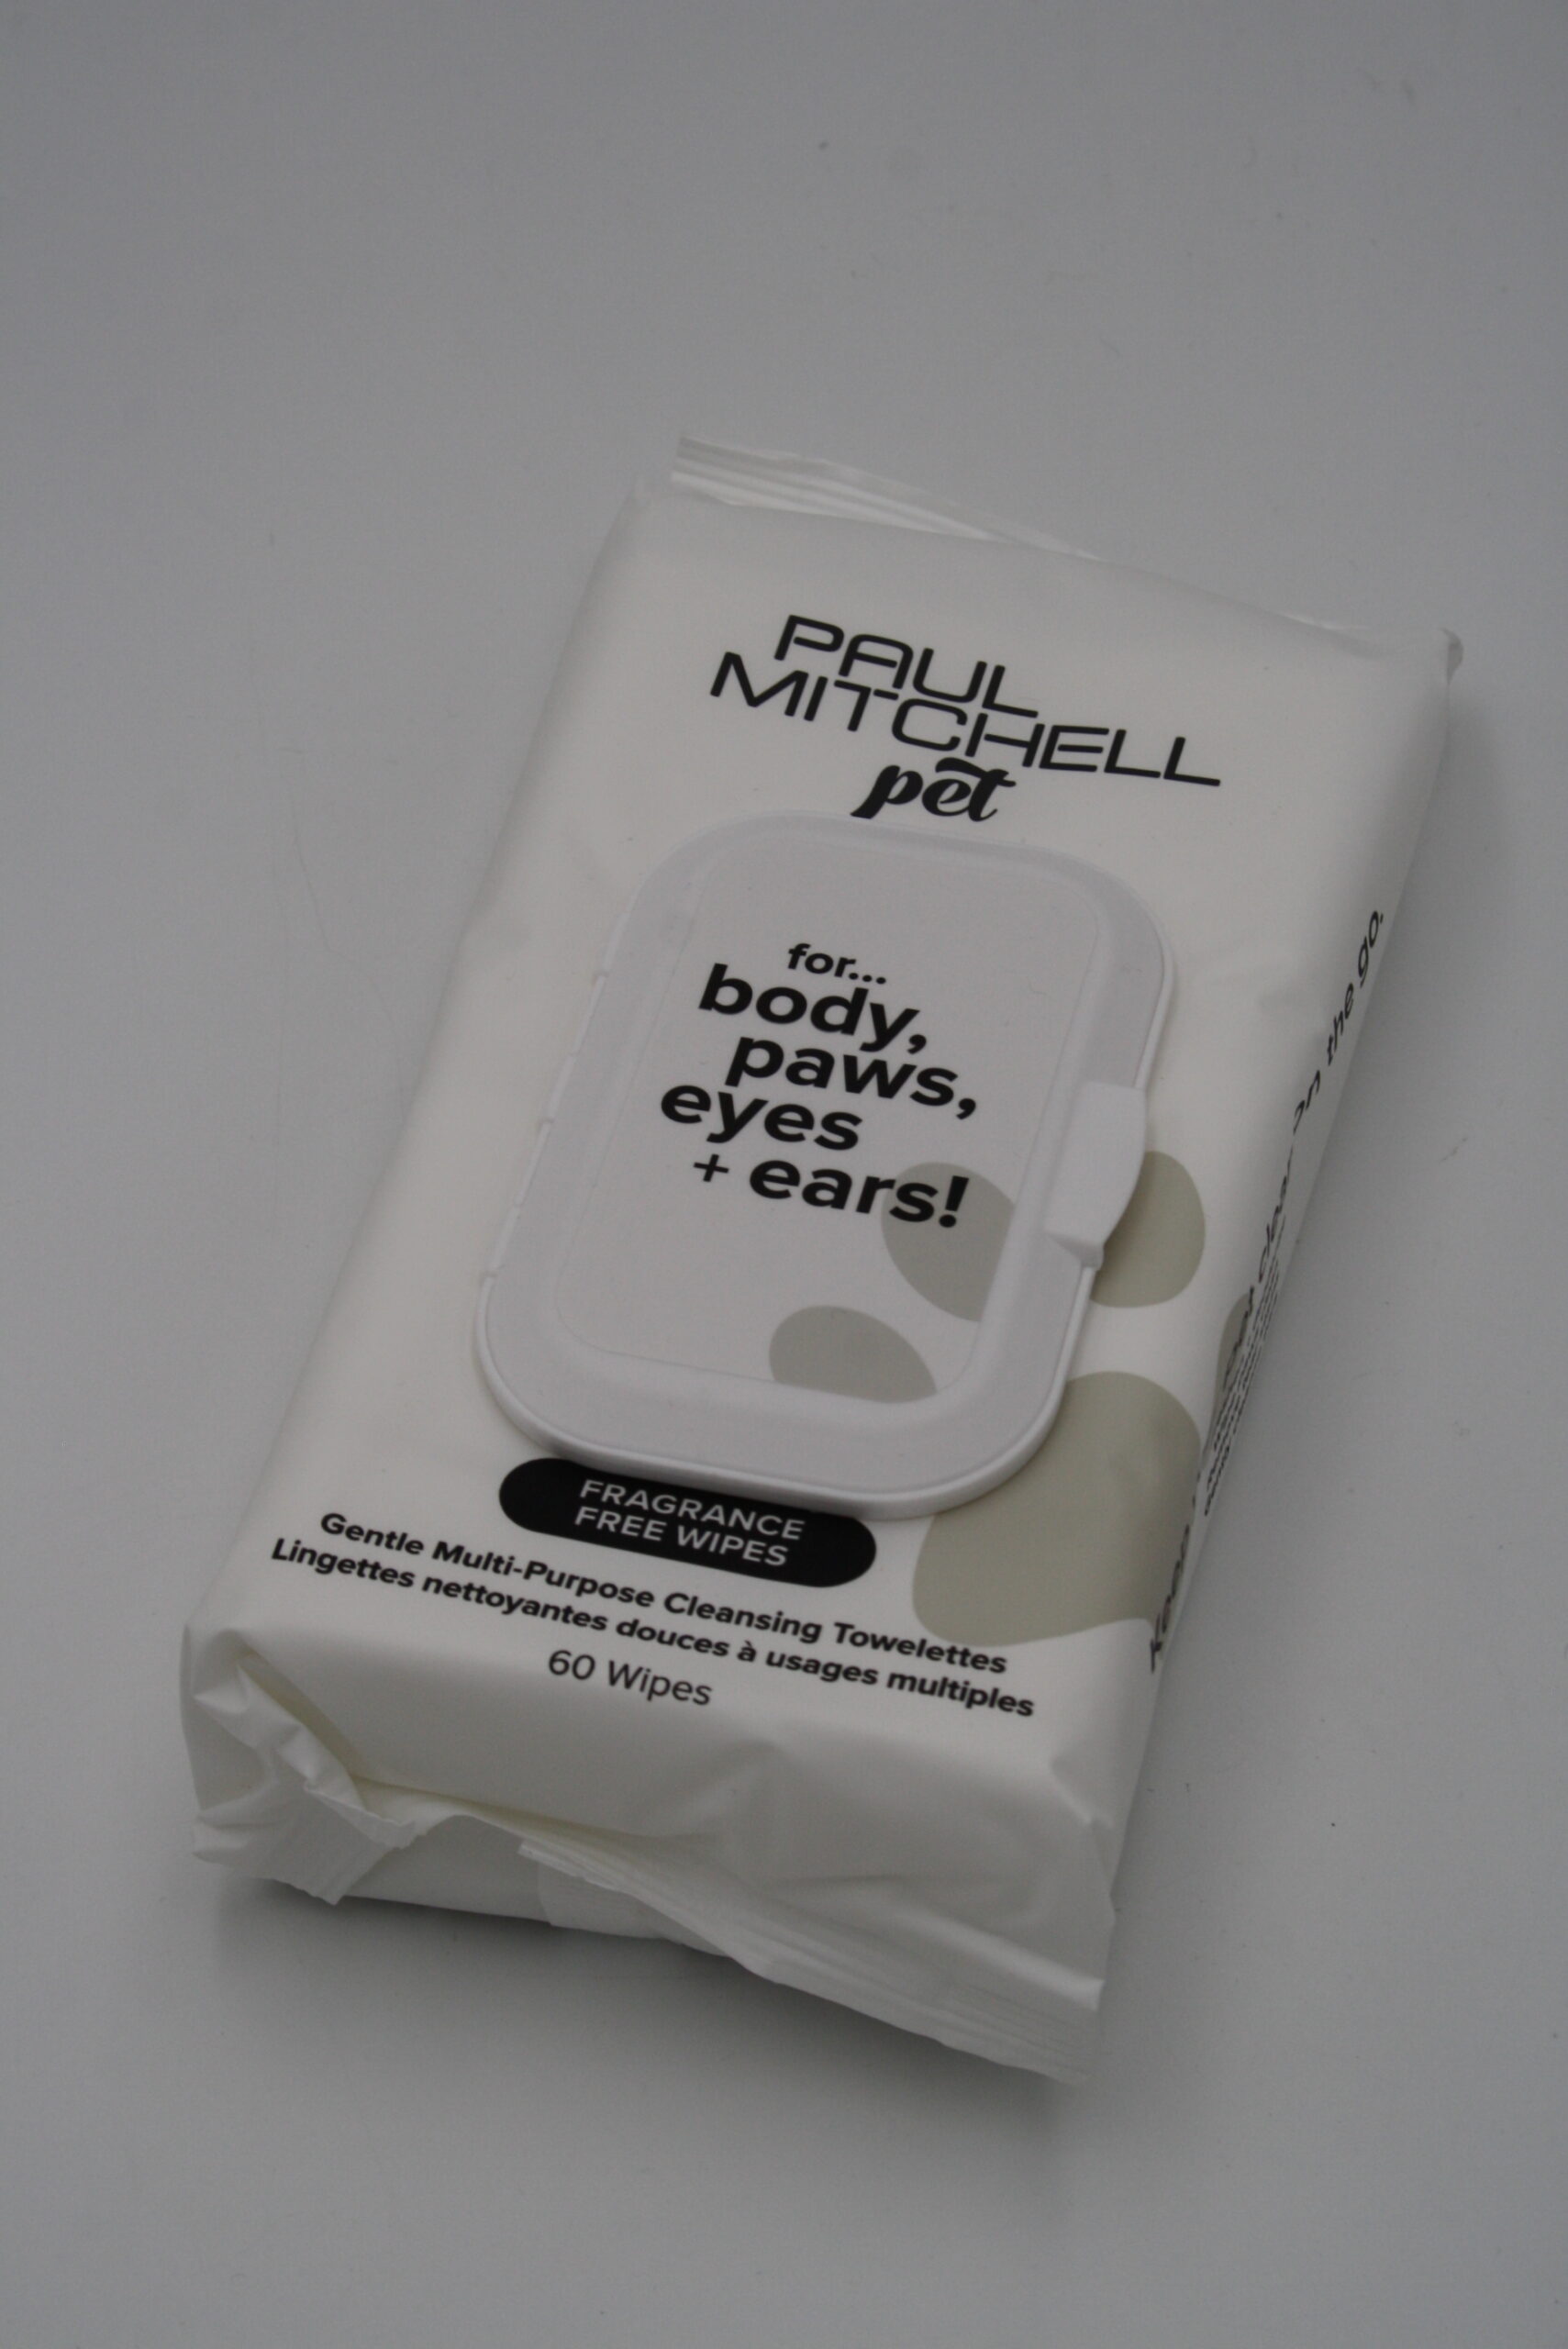 PAUL
MITCHELL
pet
for...
body,
paws,
eyes
+ ears!
FRAGRANCE
FREE WIPES
Gentle Multi-Purpose Cleansing Towelettes
Lingettes nettoyantes douces à usages multiples
60 Wipes
on the go.